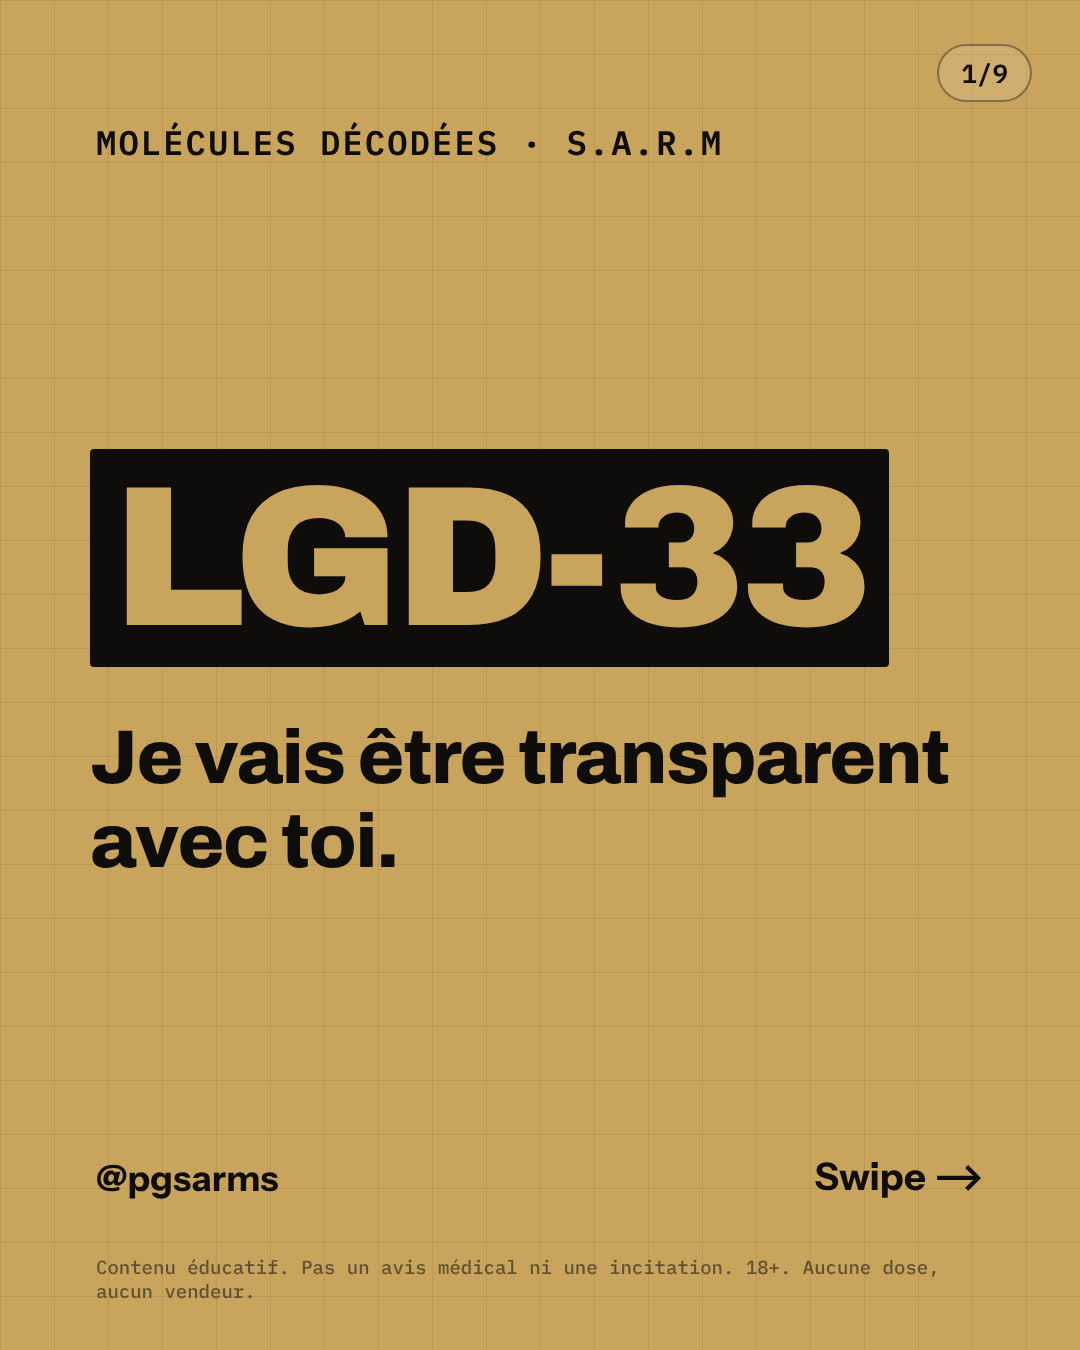 1/9
MOLÉCULES DÉCODÉES · S.A.R.M
LGD-33
Je vais être transparent
avec toi.
@pgsarms
Swipe →
Contenu éducatif. Pas un avis médical ni une incitation. 18+. Aucune dose,
aucun vendeur.